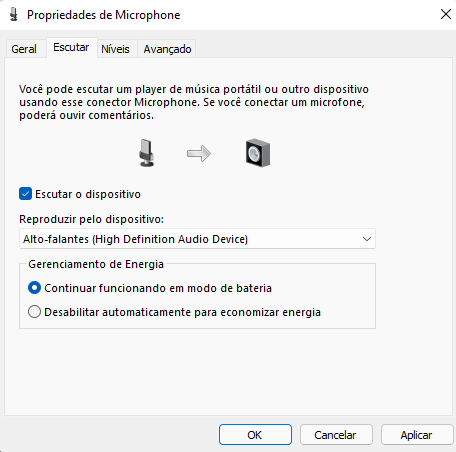 Propriedades de Microphone
Geral
Escutar
Níveis
Avançado
Você pode escutar um player de música portátil ou outro dispositivo
usando esse conector Microphone. Se você conectar um microfone,
poderá ouvir comentários.
Escutar o dispositivo
Reproduzir pelo dispositivo:
Alto-falantes (High Definition Audio Device)
Gerenciamento de Energia
Continuar funcionando em modo de bateria
Desabilitar automaticamente para economizar energia
OK
Cancelar
Aplicar